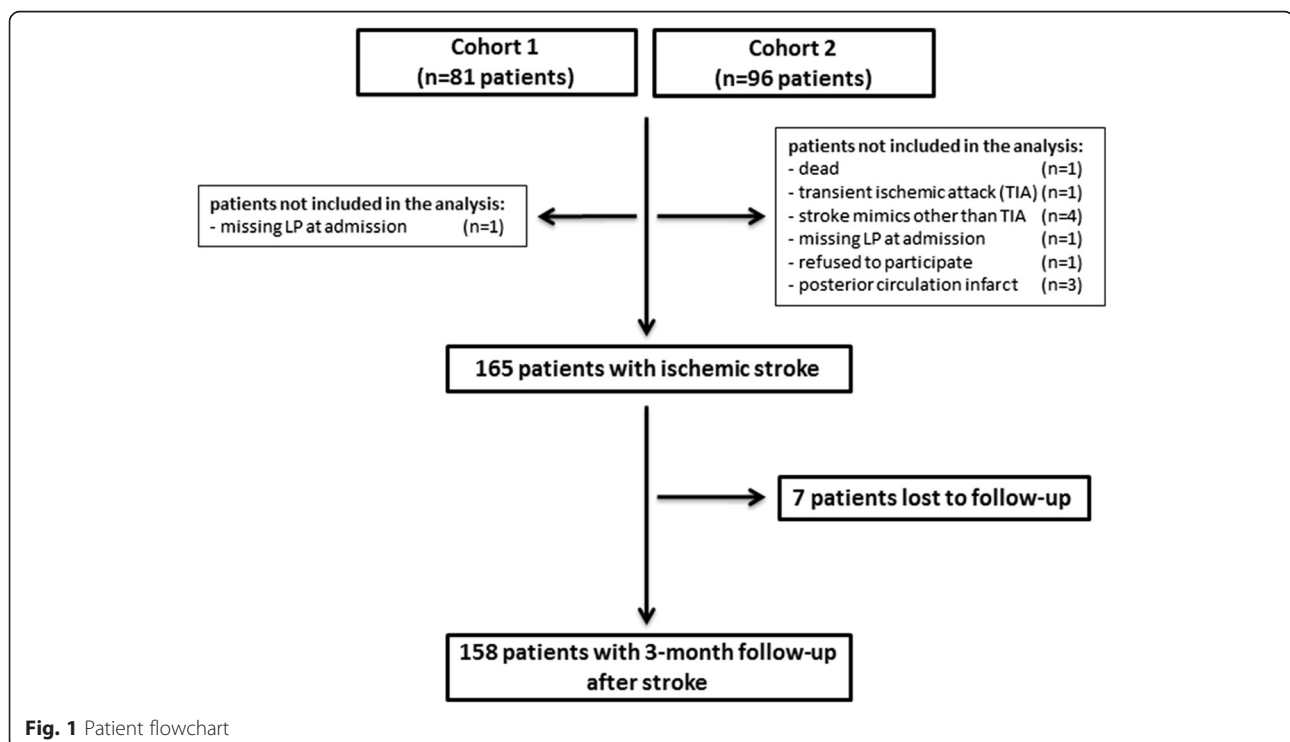 Cohort 1
(n=81 patients)
Cohort 2
(n=96 patients)
patients not included in the analysis:
- missing LP at admission (n=1)
patients not included in the analysis:
- dead (n=1)
- transient ischemic attack (TIA) (n=1)
- stroke mimics other than TIA (n=4)
- missing LP at admission (n=1)
- refused to participate (n=1)
- posterior circulation infarct (n=3)
165 patients with ischemic stroke
7 patients lost to follow-up
158 patients with 3-month follow-up
after stroke
Fig. 1 Patient flowchart